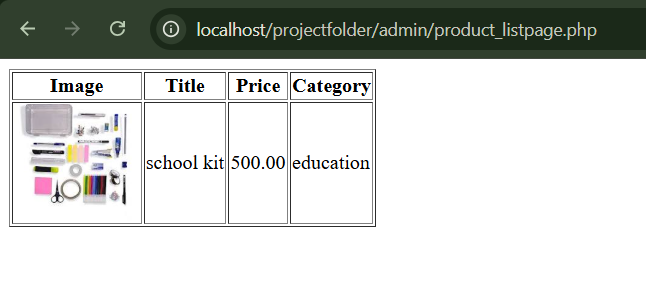 localhost/projectfolder/admin/product_listpage.php
Image Title Price Category
school kit 500.00 education